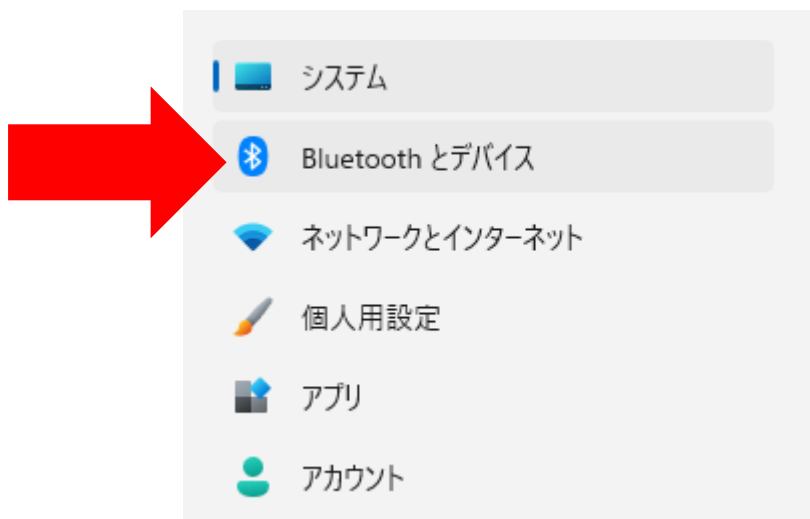 システム
Bluetooth とデバイス
ネットワークとインターネット
個人用設定
アプリ
アカウント